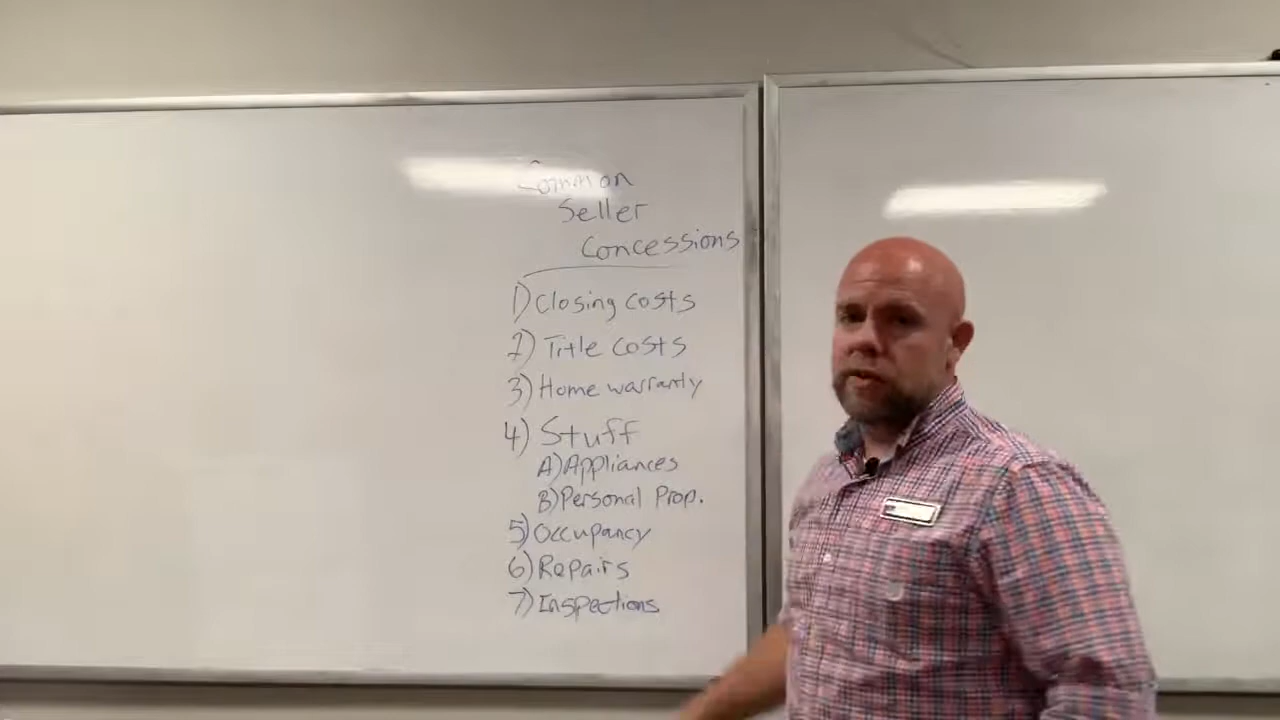 Common
Seller
Concessions
1) Closing costs
2) Title costs
3) Home warranty
4) Stuff
A) Appliances
B) Personal Prop.
5) Occupancy
6) Repairs
7) Inspections